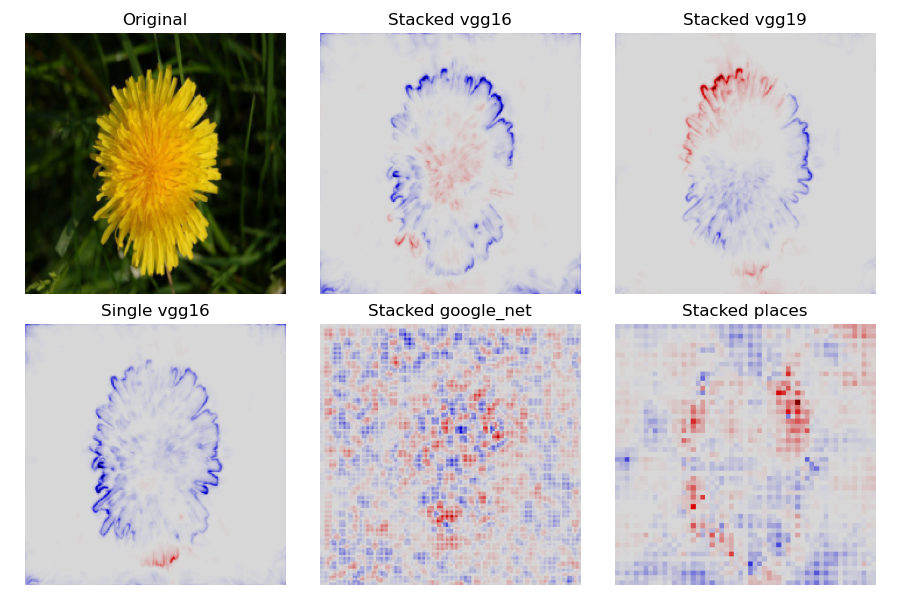 Original
Stacked vgg16
Stacked vgg19
Single vgg16
Stacked google_net
Stacked places